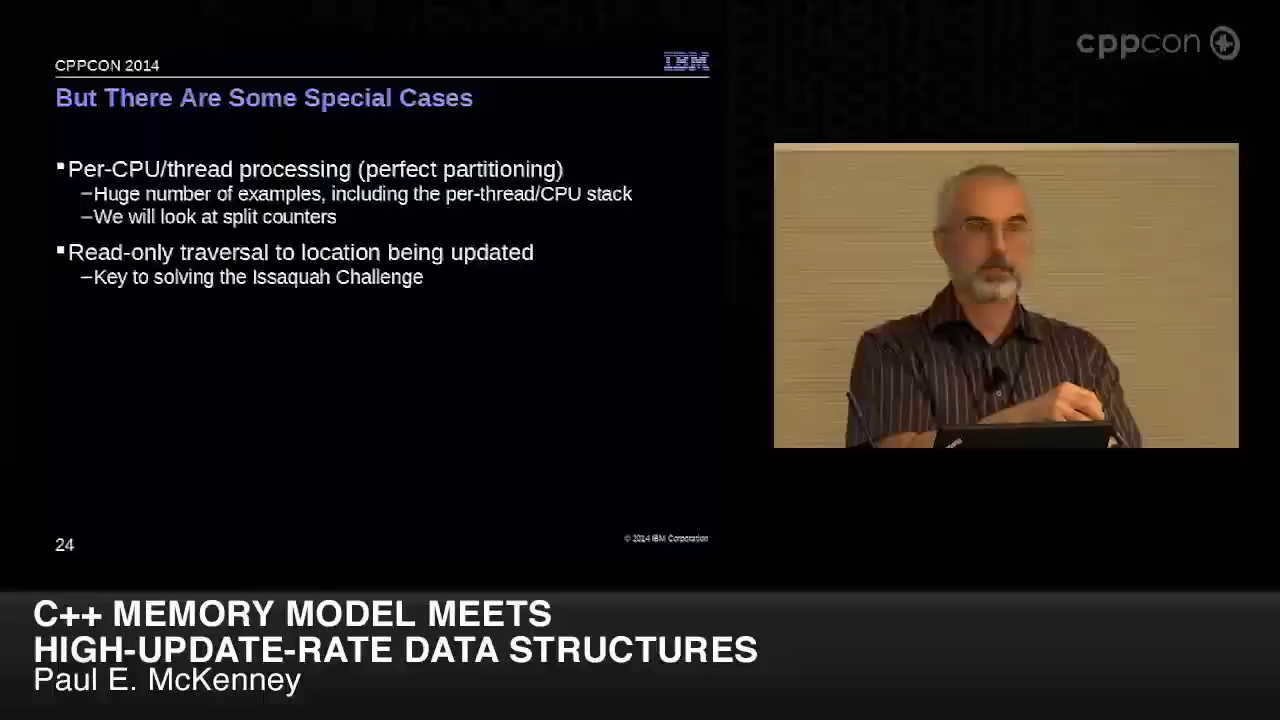 cppcon
CPPCON 2014
IBM
But There Are Some Special Cases
▪Per-CPU/thread processing (perfect partitioning)
–Huge number of examples, including the per-thread/CPU stack
–We will look at split counters
▪Read-only traversal to location being updated
–Key to solving the Issaquah Challenge
24
© 2014 IBM Corporation
C++ MEMORY MODEL MEETS
HIGH-UPDATE-RATE DATA STRUCTURES
Paul E. McKenney